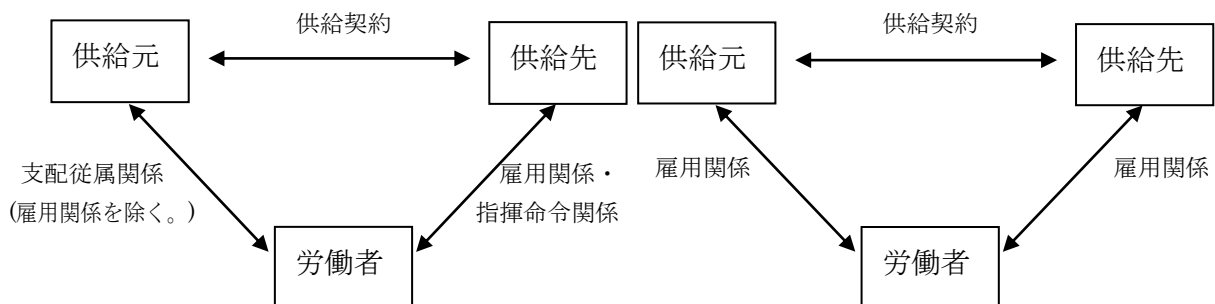 供給契約
供給元
供給先
支配従属関係
(雇用関係を除く。)
雇用関係・
指揮命令関係
労働者
供給契約
供給元
供給先
雇用関係
雇用関係
労働者